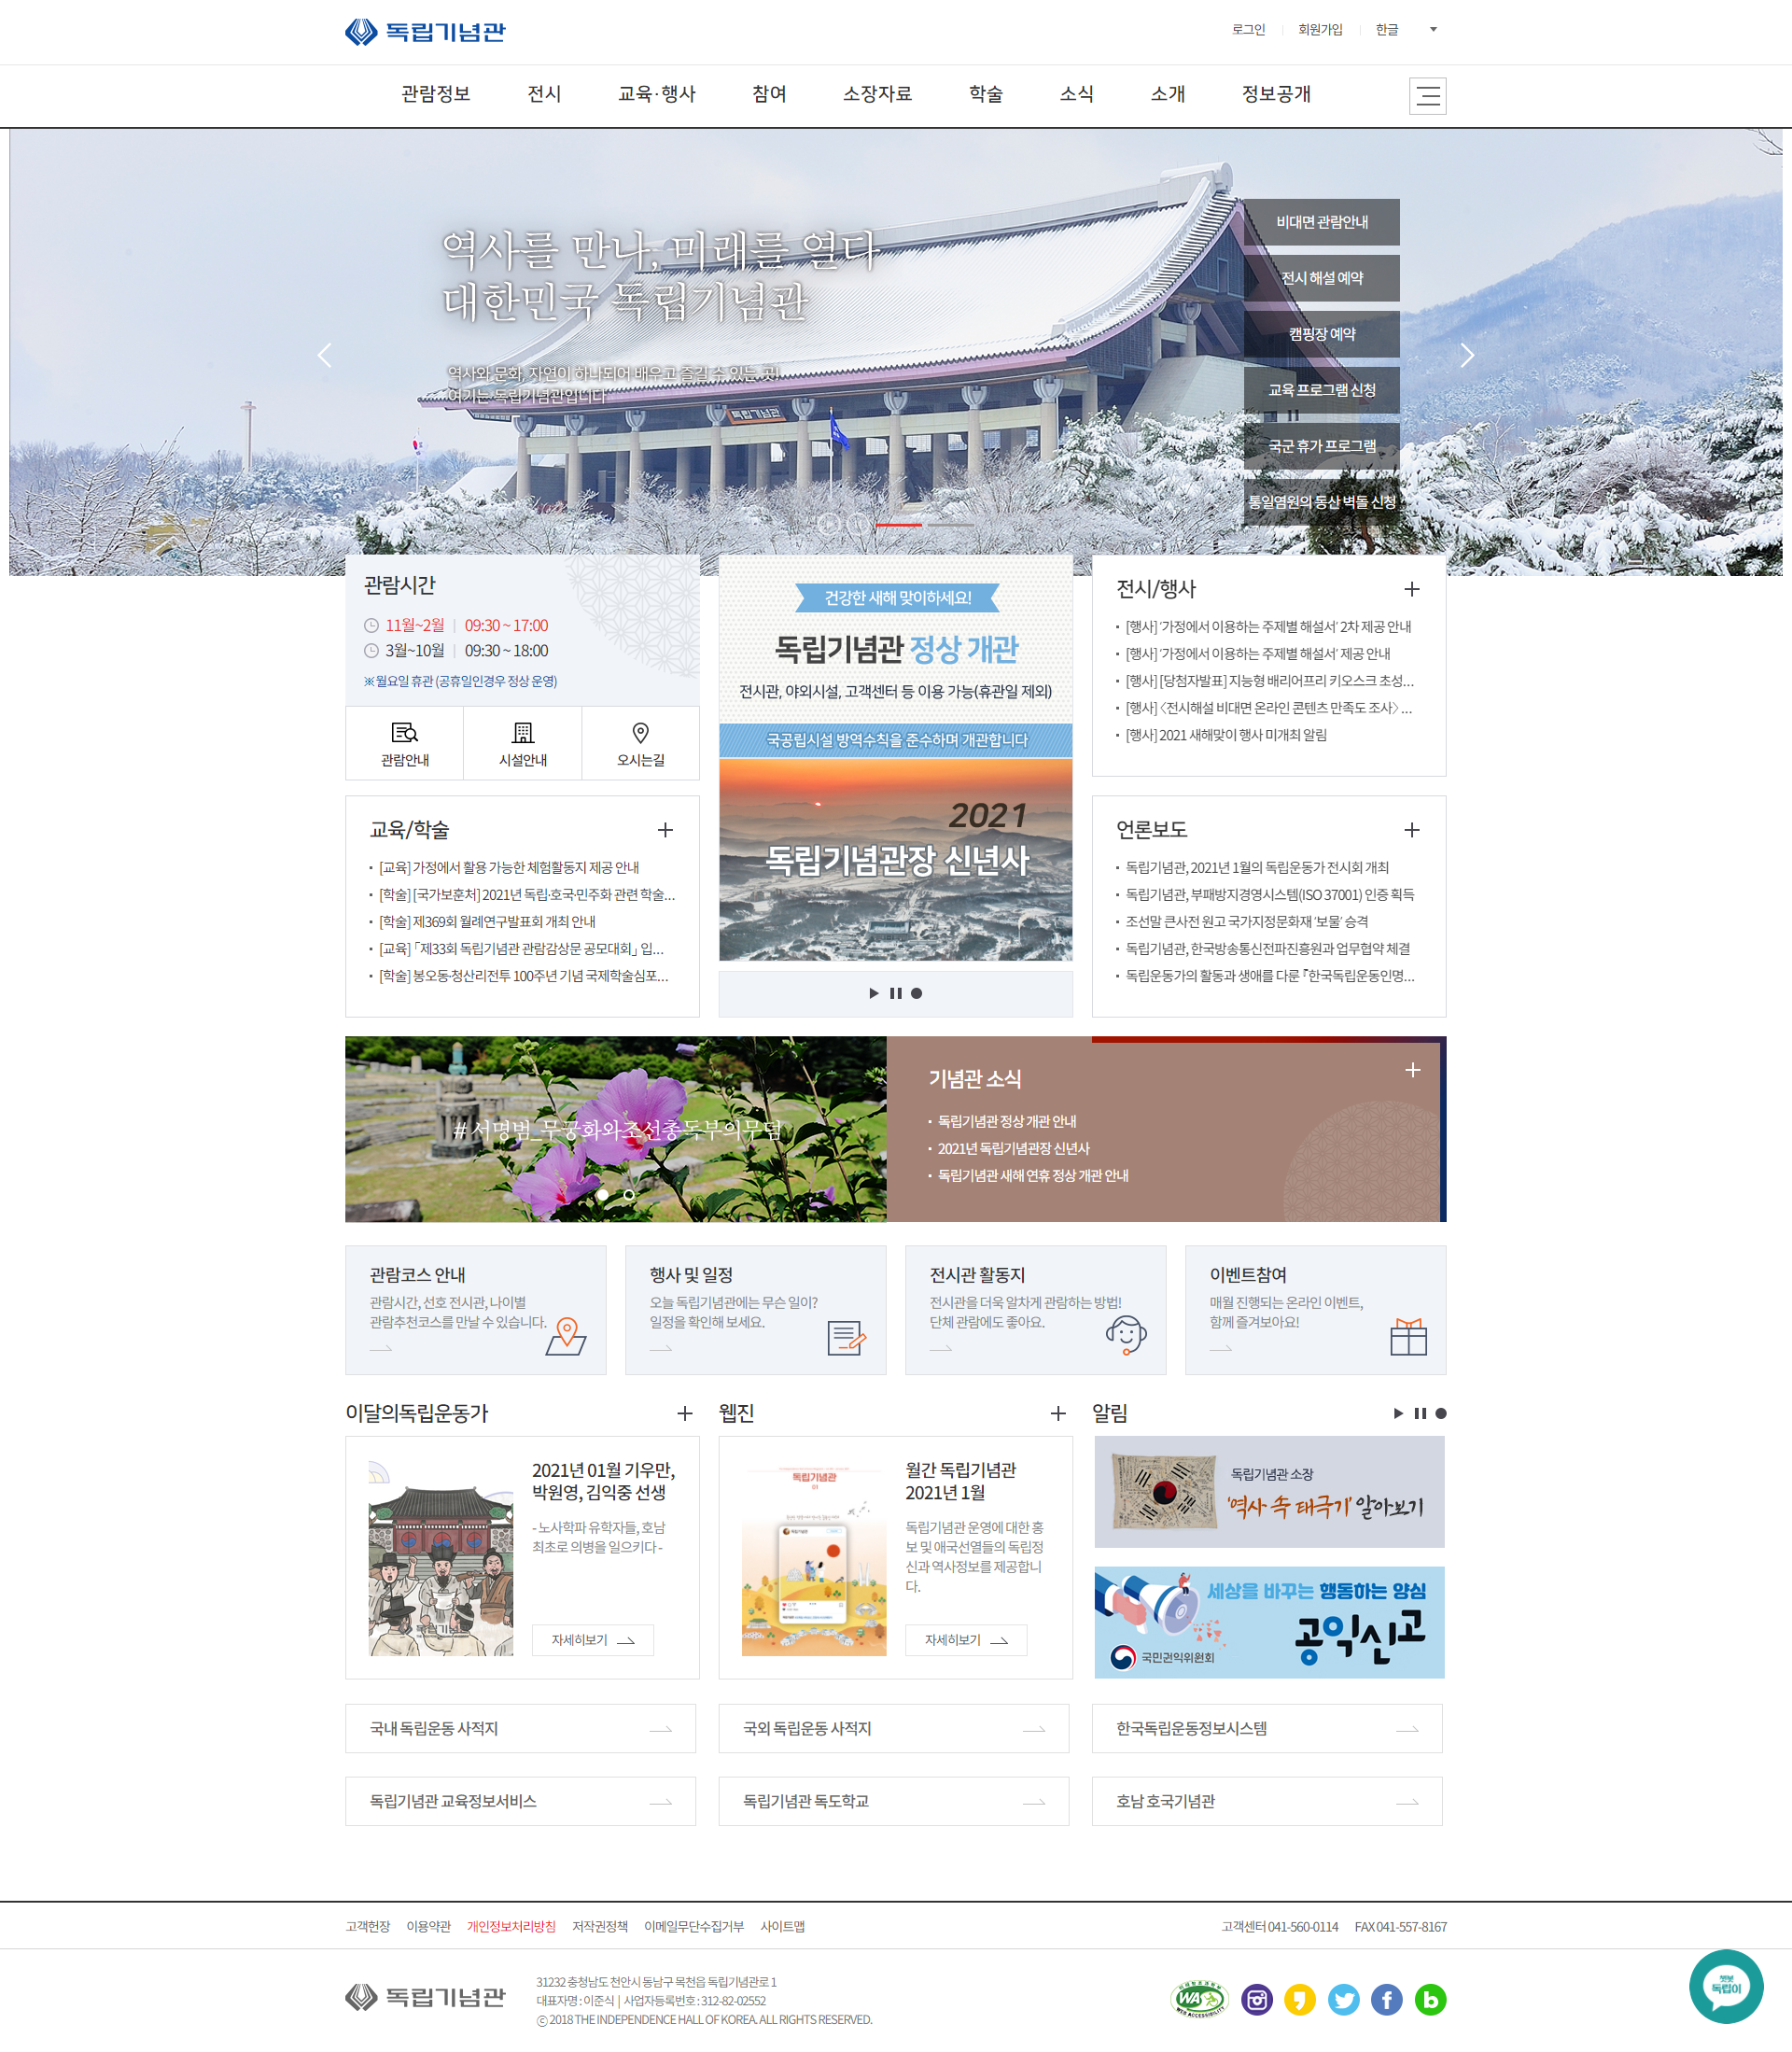 독립기념관
로그인
회원가입
한글
관람정보
전시
교육·행사
참여
소장자료
학술
소식
소개
정보공개
역사를 만나, 미래를 열다
대한민국 독립기념관
역사와 문화, 자연이 하나되어 배우고 즐길 수 있는 곳!
여기는 독립기념관입니다
비대면 관람안내
전시 해설 예약
캠핑장 예약
교육 프로그램 신청
국군 휴가 프로그램
통일염원의 동산 벽돌 신청
관람시간
11월~2월 | 09:30 ~ 17:00
3월~10월 | 09:30 ~ 18:00
※ 월요일 휴관 (공휴일인경우 정상 운영)
관람안내
시설안내
오시는길
건강한 새해 맞이하세요!
독립기념관 정상 개관
전시관, 야외시설, 고객센터 등 이용 가능(휴관일 제외)
국공립시설 방역수칙을 준수하며 개관합니다
2021
독립기념관장 신년사
전시/행사
[행사] '가정에서 이용하는 주제별 해설서' 2차 제공 안내
[행사] '가정에서 이용하는 주제별 해설서' 제공 안내
[행사] [당첨자발표] 지능형 배리어프리 키오스크 초성...
[행사] 〈전시해설 비대면 온라인 콘텐츠 만족도 조사〉 ...
[행사] 2021 새해맞이 행사 미개최 알림
교육/학술
[교육] 가정에서 활용 가능한 체험활동지 제공 안내
[학술] [국가보훈처] 2021년 독립·호국·민주화 관련 학술...
[학술] 제369회 월례연구발표회 개최 안내
[교육] 「제33회 독립기념관 관람감상문 공모대회」 입...
[학술] 봉오동·청산리전투 100주년 기념 국제학술심포...
언론보도
독립기념관, 2021년 1월의 독립운동가 전시회 개최
독립기념관, 부패방지경영시스템(ISO 37001) 인증 획득
조선말 큰사전 원고 국가지정문화재 '보물' 승격
독립기념관, 한국방송통신전파진흥원과 업무협약 체결
독립운동가의 활동과 생애를 다룬 『한국독립운동인명...
# 서명범_무궁화와조선총독부의무덤
기념관 소식
독립기념관 정상 개관 안내
2021년 독립기념관장 신년사
독립기념관 새해 연휴 정상 개관 안내
관람코스 안내
관람시간, 선호 전시관, 나이별
관람추천코스를 만날 수 있습니다.
행사 및 일정
오늘 독립기념관에는 무슨 일이?
일정을 확인해 보세요.
전시관 활동지
전시관을 더욱 알차게 관람하는 방법!
단체 관람에도 좋아요.
이벤트참여
매월 진행되는 온라인 이벤트,
함께 즐겨보아요!
이달의독립운동가
2021년 01월 기우만,
박원영, 김익중 선생
- 노사학파 유학자들, 호남
최초로 의병을 일으키다 -
자세히보기
웹진
독립기념관
월간 독립기념관
2021년 1월
독립기념관 운영에 대한 홍
보 및 애국선열들의 독립정
신과 역사정보를 제공합니
다.
자세히보기
알림
독립기념관 소장
'역사 속 태극기' 알아보기
세상을 바꾸는 행동하는 양심
공익신고
국민권익위원회
국내 독립운동 사적지
국외 독립운동 사적지
한국독립운동정보시스템
독립기념관 교육정보서비스
독립기념관 독도학교
호남 호국기념관
고객헌장
이용약관
개인정보처리방침
저작권정책
이메일무단수집거부
사이트맵
고객센터 041-560-0114
FAX 041-557-8167
독립기념관
31232 충청남도 천안시 동남구 목천읍 독립기념관로 1
대표자명 : 이준식 | 사업자등록번호 : 312-82-02552
ⓒ 2018 THE INDEPENDENCE HALL OF KOREA. ALL RIGHTS RESERVED.
WA
WEB ACCESSIBILITY
챗봇
독립이